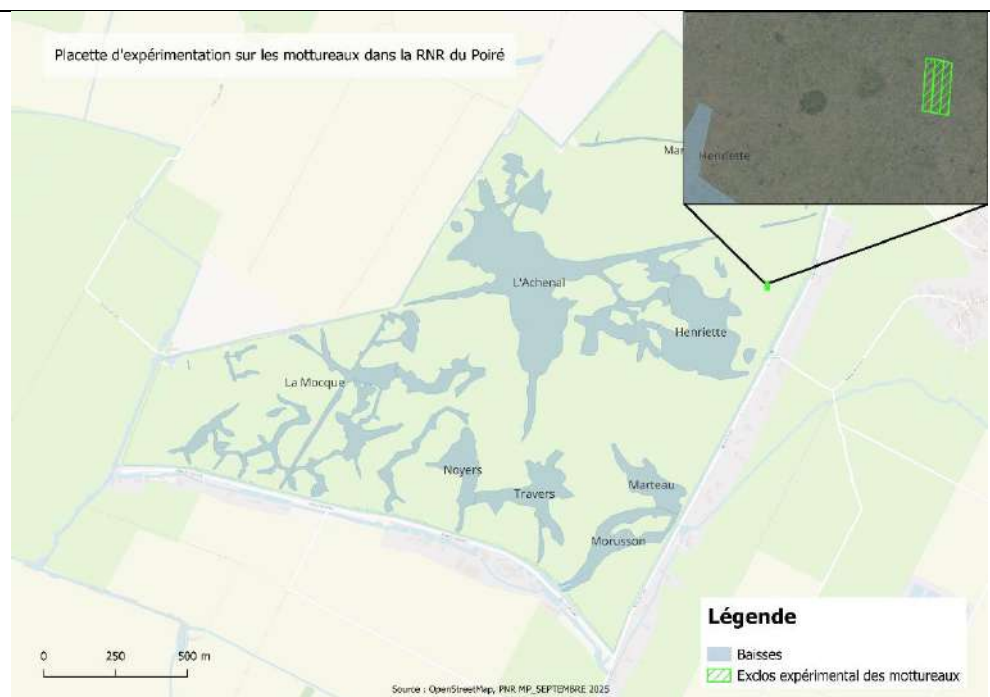 Placette d'expérimentation sur les mottureaux dans la RNR du Poiré
Henriette
L'Achenal
Henriette
La Mocque
Noyers
Travers
Marteau
Morusson
Légende
Baisses
Exclos expérimental des mottureaux
0 250 500 m
Source : OpenStreetMap, PNR MP_SEPTEMBRE 2025